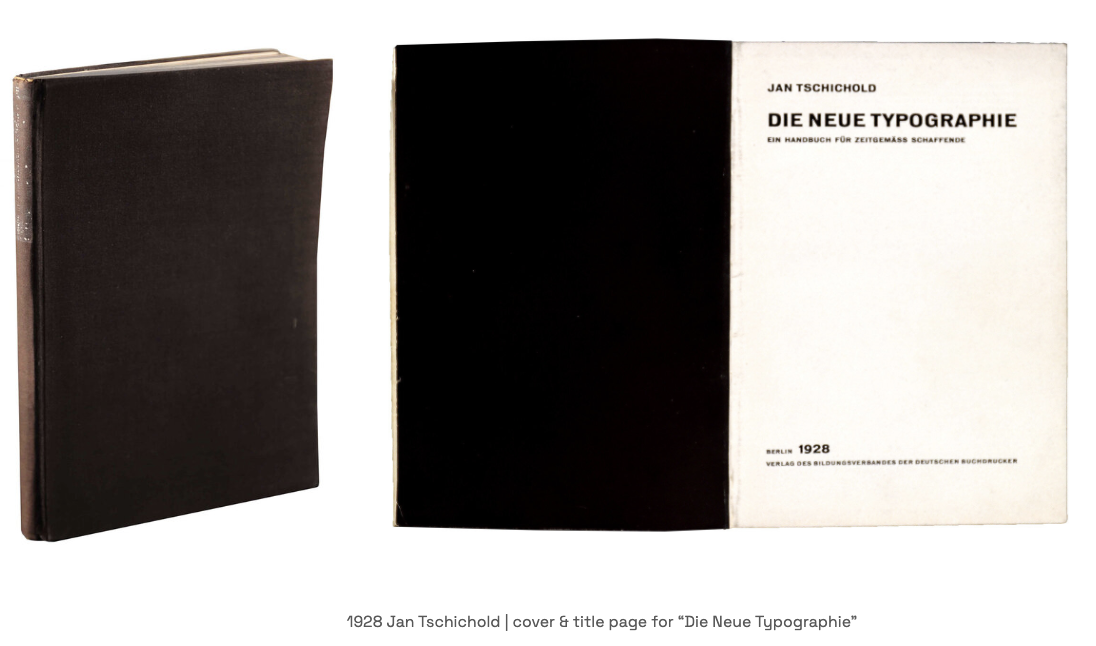 JAN TSCHICHOLD
DIE NEUE TYPOGRAPHIE
EIN HANDBUCH FÜR ZEITGEMÄSS SCHAFFENDE
BERLIN 1928
VERLAG DES BILDUNGSVERBANDES DER DEUTSCHEN BUCHDRUCKER
1928 Jan Tschichold | cover & title page for “Die Neue Typographie”